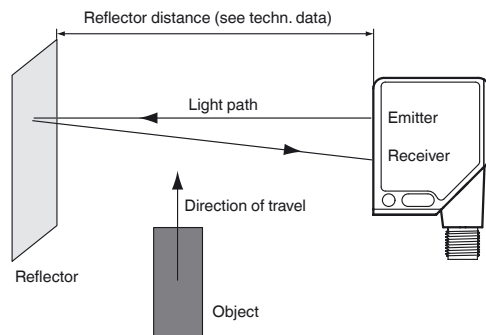 Reflector distance (see techn. data)
Light path
Emitter
Receiver
Direction of travel
Reflector
Object